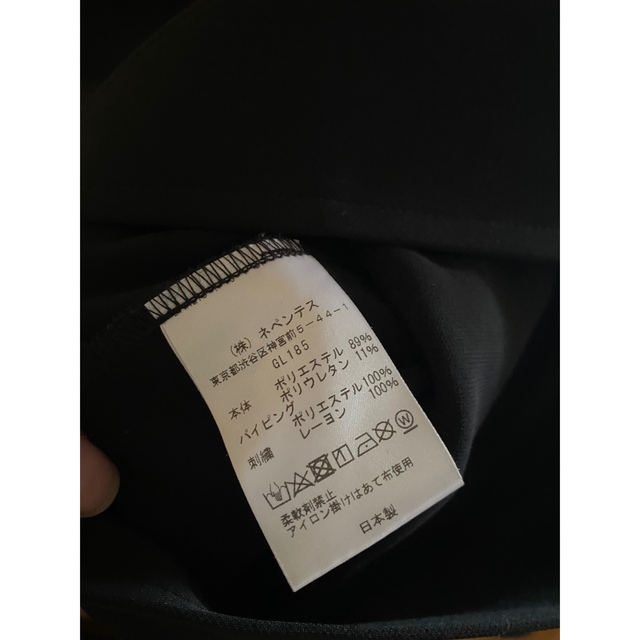 （株）ネペンテス
東京都渋谷区神宮前５－４４－１
GL185
本体 ポリエステル 89%
ポリウレタン 11%
パイピング ポリエステル100%
刺繍 レーヨン 100%
W
柔軟剤禁止
アイロン掛けはあて布使用
日本製